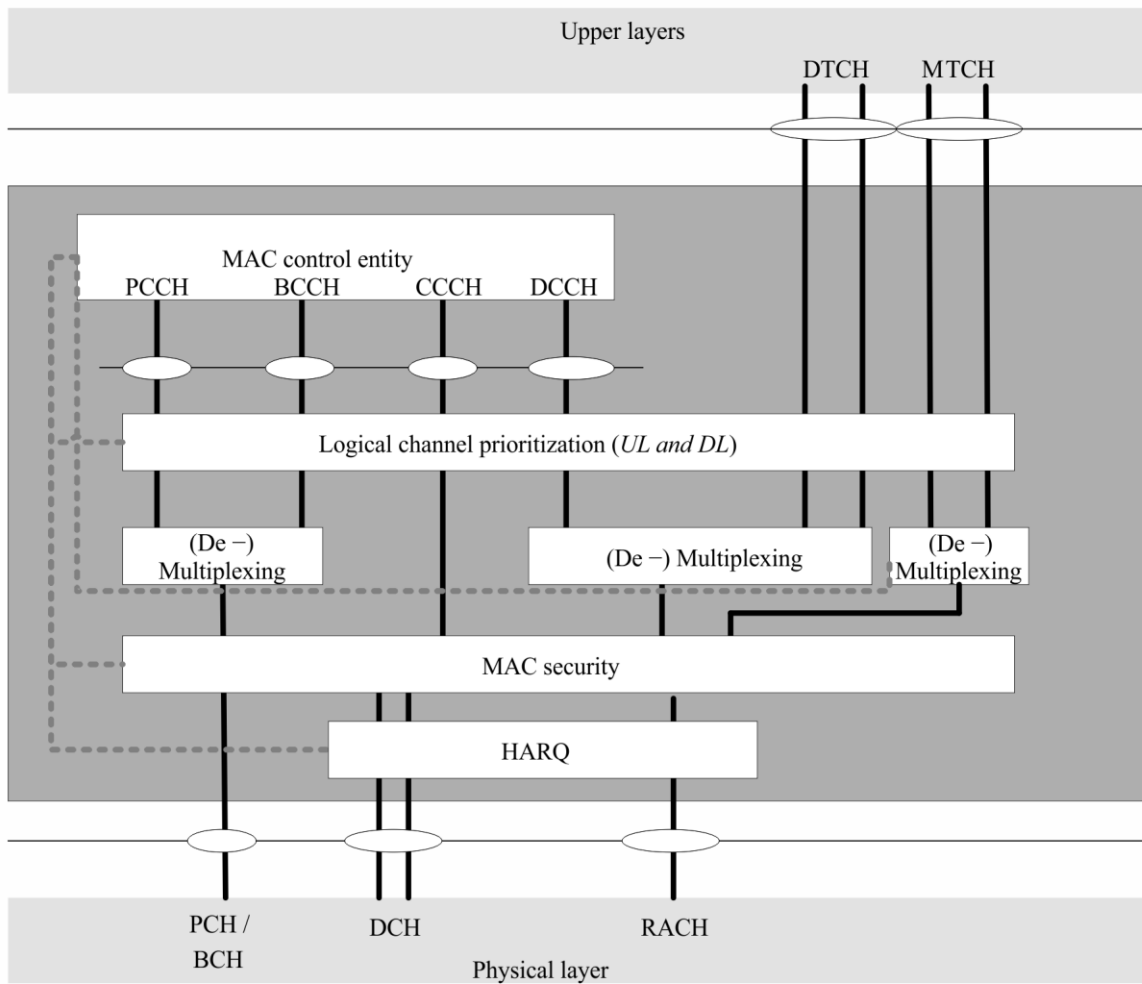 Upper layers
DTCH MTCH
MAC control entity
PCCH BCCH CCCH DCCH
Logical channel prioritization (UL and DL)
(De −)
Multiplexing
(De −) Multiplexing
(De −)
Multiplexing
MAC security
HARQ
PCH /
BCH
DCH
RACH
Physical layer